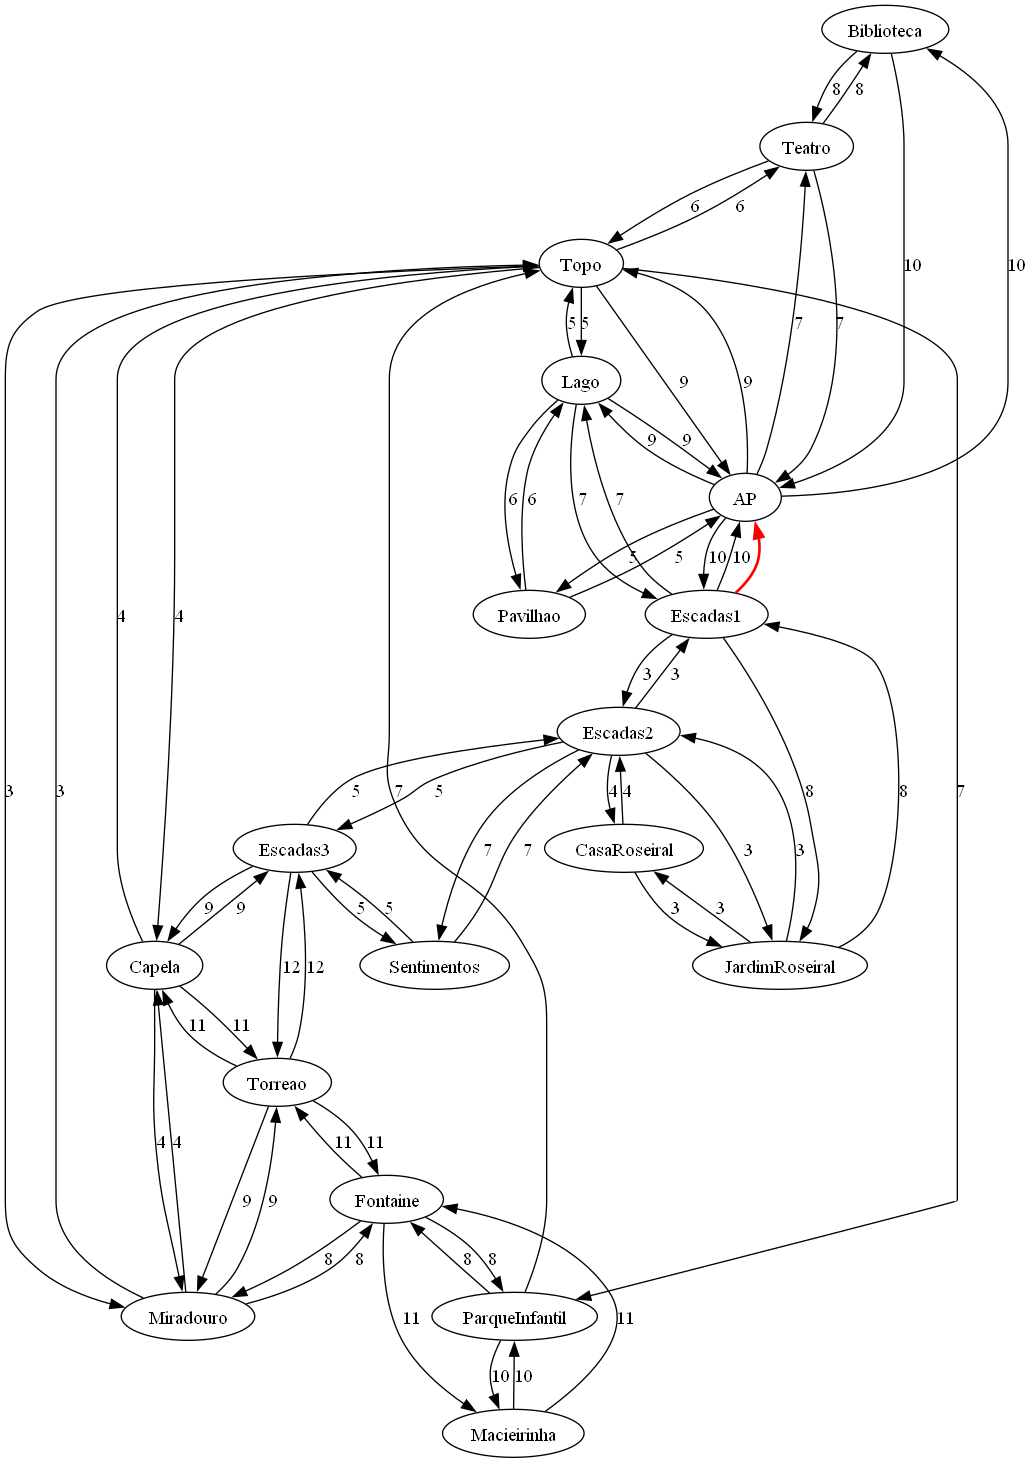 Biblioteca
8 8
Teatro
6 6
10 10
Topo
5 5
7 7
Lago
9 9
9 9
6 6
7 7
AP
5 5
10 10
Pavilhao
Escadas1
4 4
3 3
Escadas2
3 3 7 7
5 5
4 4
8 8
7 7
3 3
Escadas3
CasaRoseiral
9 9
5 5
3 3
Capela
Sentimentos
JardimRoseiral
12 12
11 11
Torreao
4 4
11 11
9 9
Fontaine
8 8
8 8
11 11
Miradouro
ParqueInfantil
10 10
Macieirinha